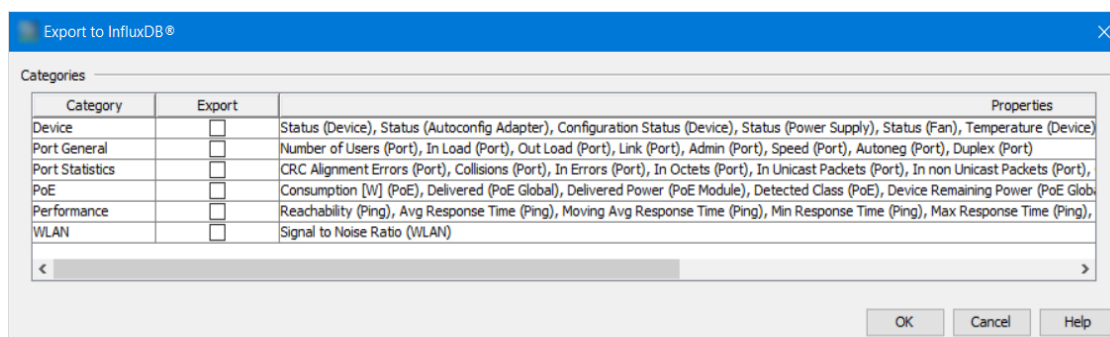 Export to InfluxDB®
Categories
Category Export Properties
Device Status (Device), Status (Autoconfig Adapter), Configuration Status (Device), Status (Power Supply), Status (Fan), Temperature (Device)
Port General Number of Users (Port), In Load (Port), Out Load (Port), Link (Port), Admin (Port), Speed (Port), Autoneg (Port), Duplex (Port)
Port Statistics CRC Alignment Errors (Port), Collisions (Port), In Errors (Port), In Octets (Port), In Unicast Packets (Port), In non Unicast Packets (Port),
PoE Consumption [W] (PoE), Delivered (PoE Global), Delivered Power (PoE Module), Detected Class (PoE), Device Remaining Power (PoE Glob
Performance Reachability (Ping), Avg Response Time (Ping), Moving Avg Response Time (Ping), Min Response Time (Ping), Max Response Time (Ping),
WLAN Signal to Noise Ratio (WLAN)
OK Cancel Help